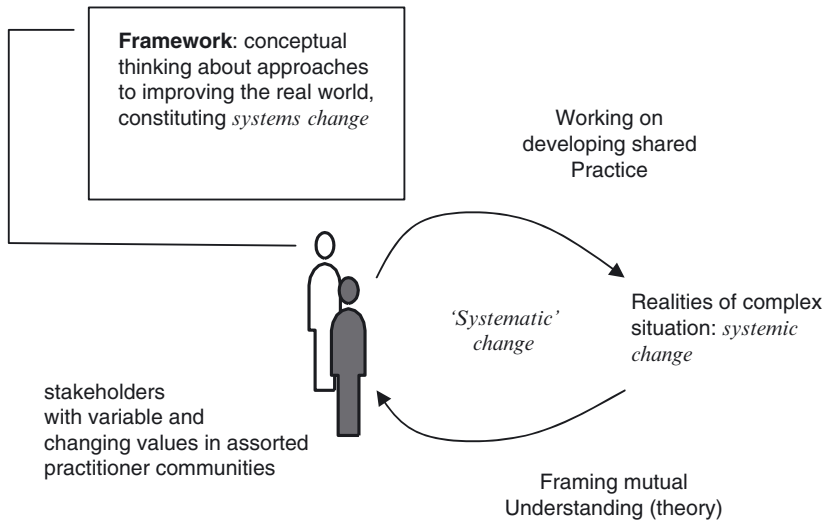 Framework: conceptual
thinking about approaches
to improving the real world,
constituting systems change
Working on
developing shared
Practice
Realities of complex
situation: systemic
change
‘Systematic’
change
stakeholders
with variable and
changing values in assorted
practitioner communities
Framing mutual
Understanding (theory)